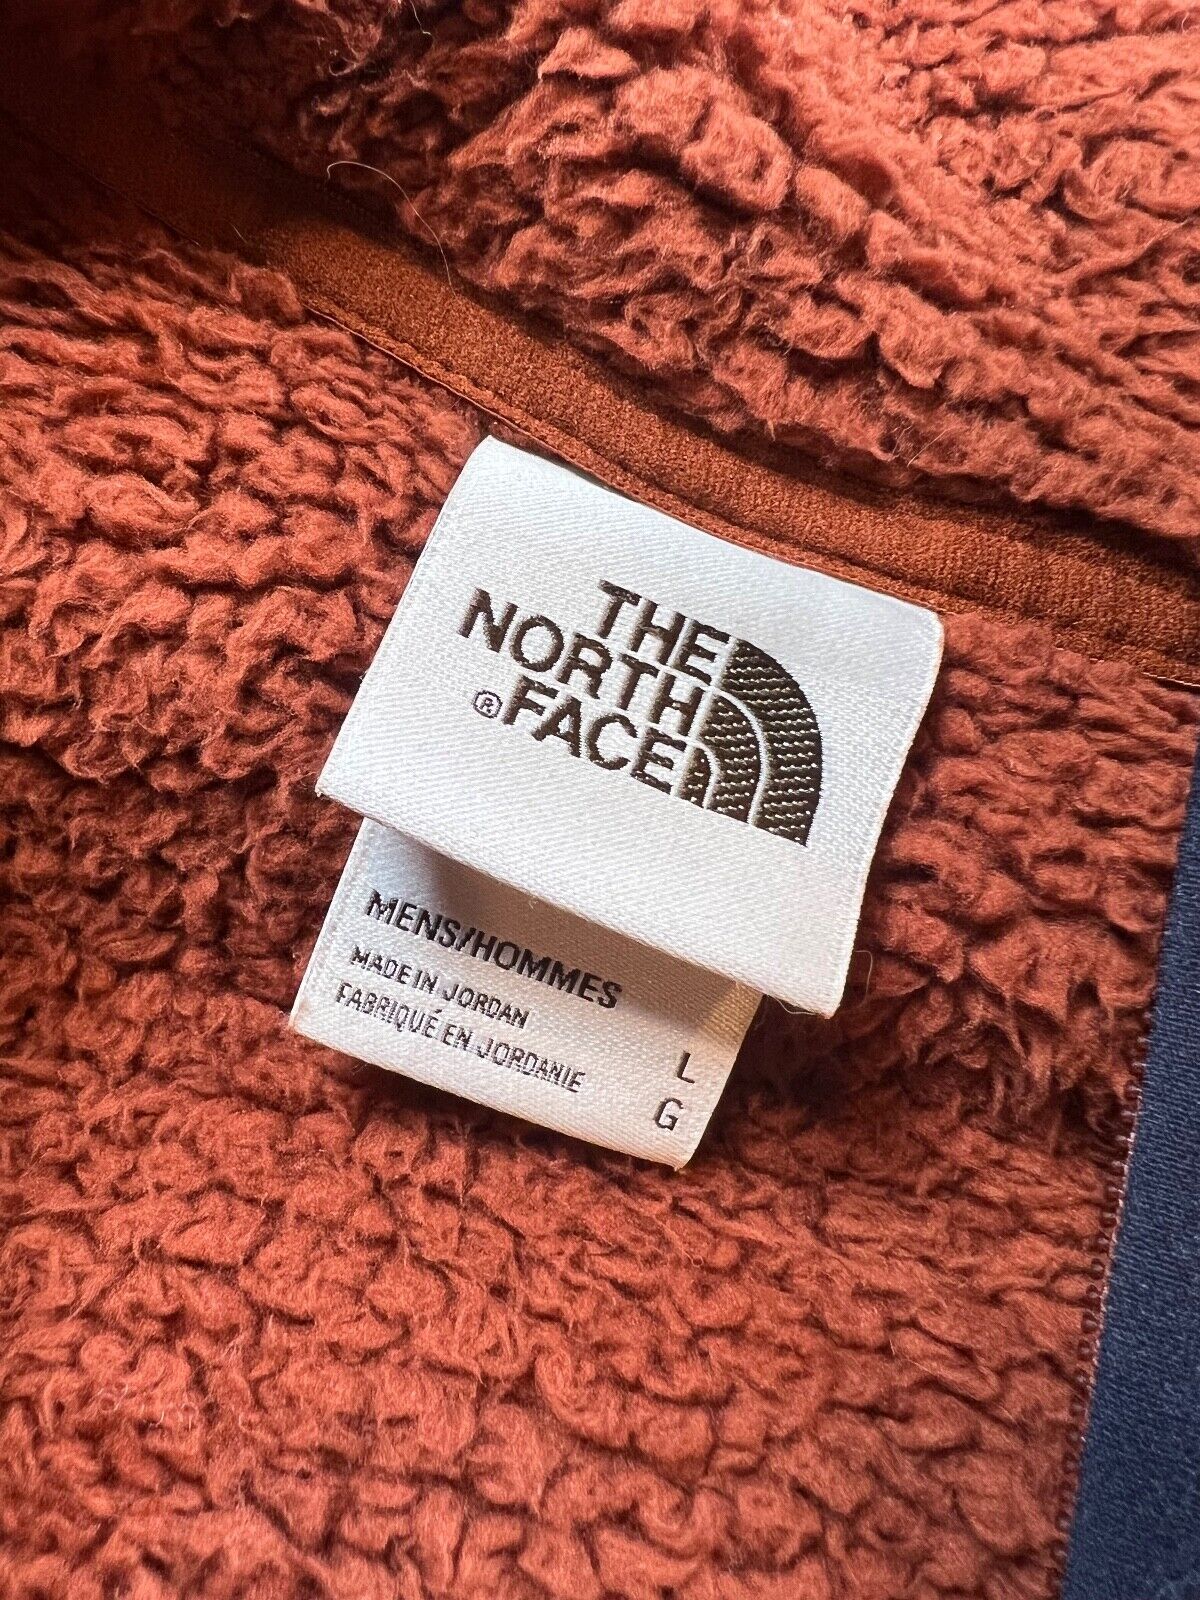 THE
NORTH
®FACE
MENS/HOMMES
MADE IN JORDAN
FABRIQUÉ EN JORDANIE
L
G